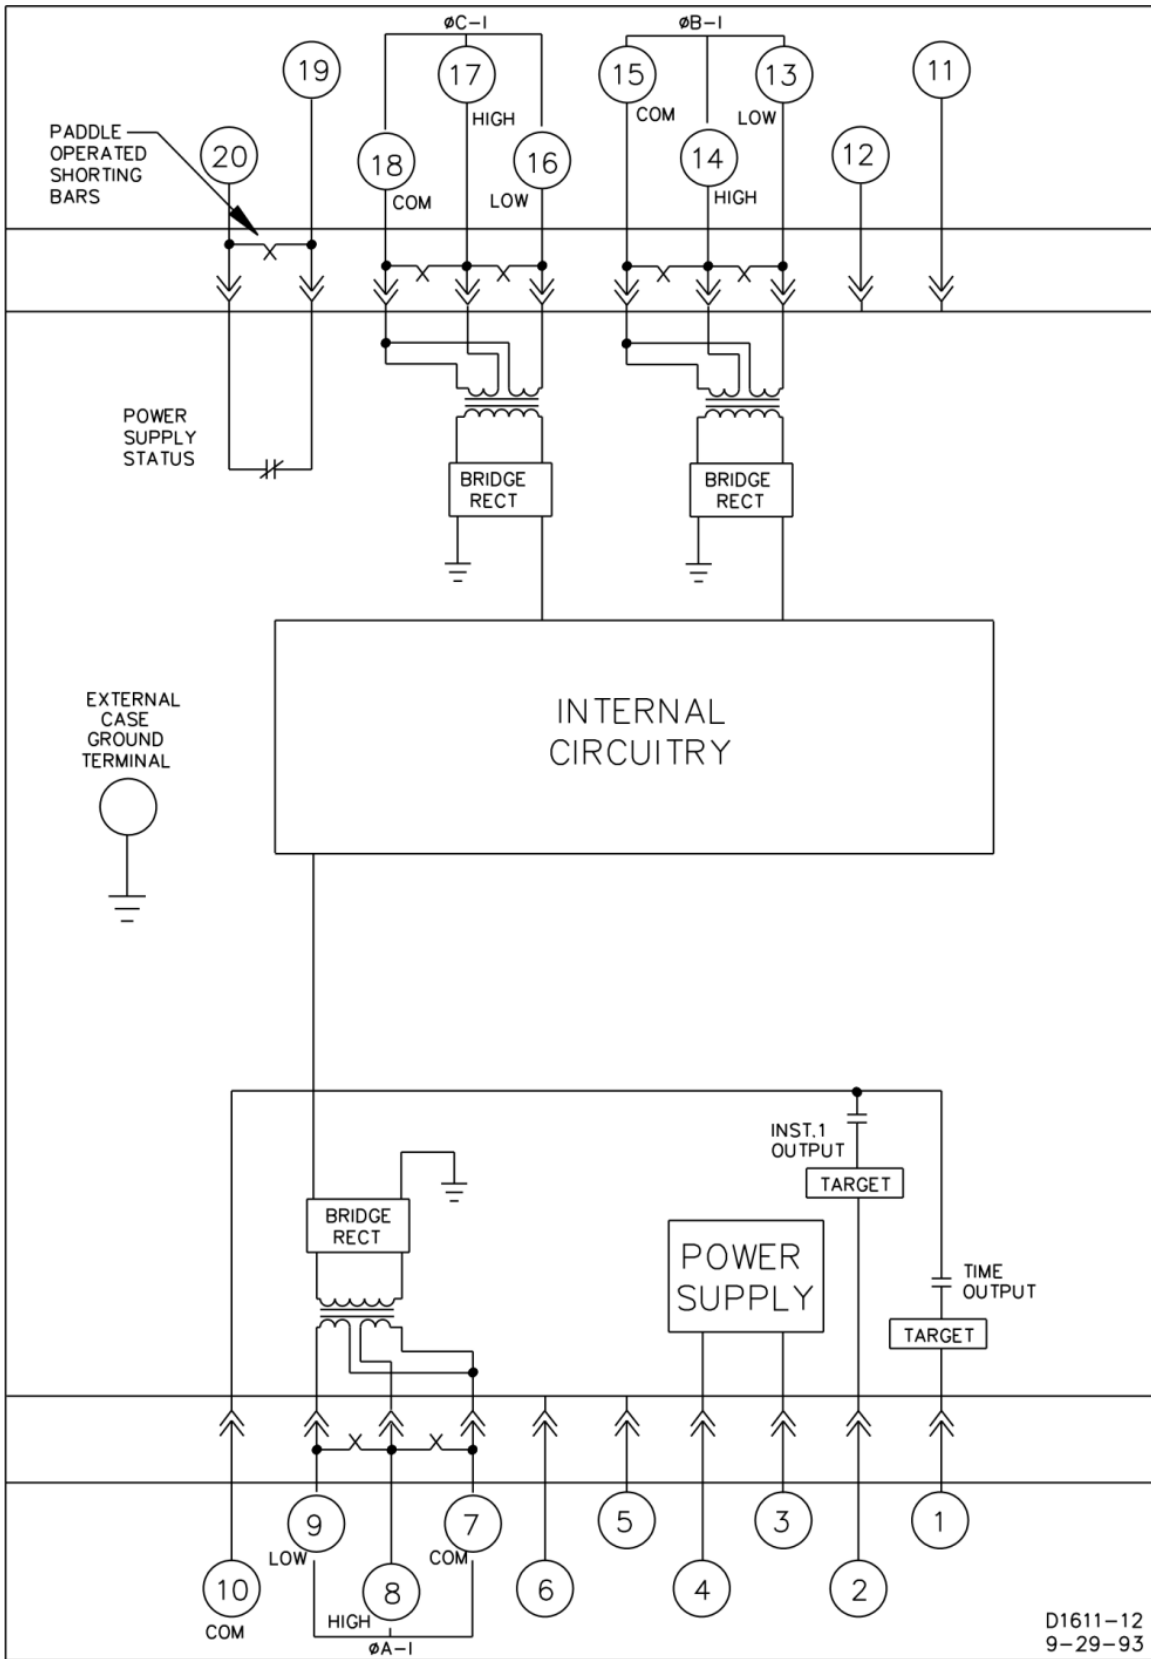 øC-I
øB-I
19
17
15
13
11
HIGH
COM
LOW
PADDLE
OPERATED
SHORTING
BARS
20
18
16
14
12
COM
LOW
HIGH
POWER
SUPPLY
STATUS
BRIDGE
RECT
BRIDGE
RECT
EXTERNAL
CASE
GROUND
TERMINAL
INTERNAL
CIRCUITRY
INST.1
OUTPUT
TARGET
BRIDGE
RECT
POWER
SUPPLY
TIME
OUTPUT
TARGET
9
7
5
3
1
LOW
COM
10
8
6
4
2
COM
HIGH
øA-I
D1611-12
9-29-93